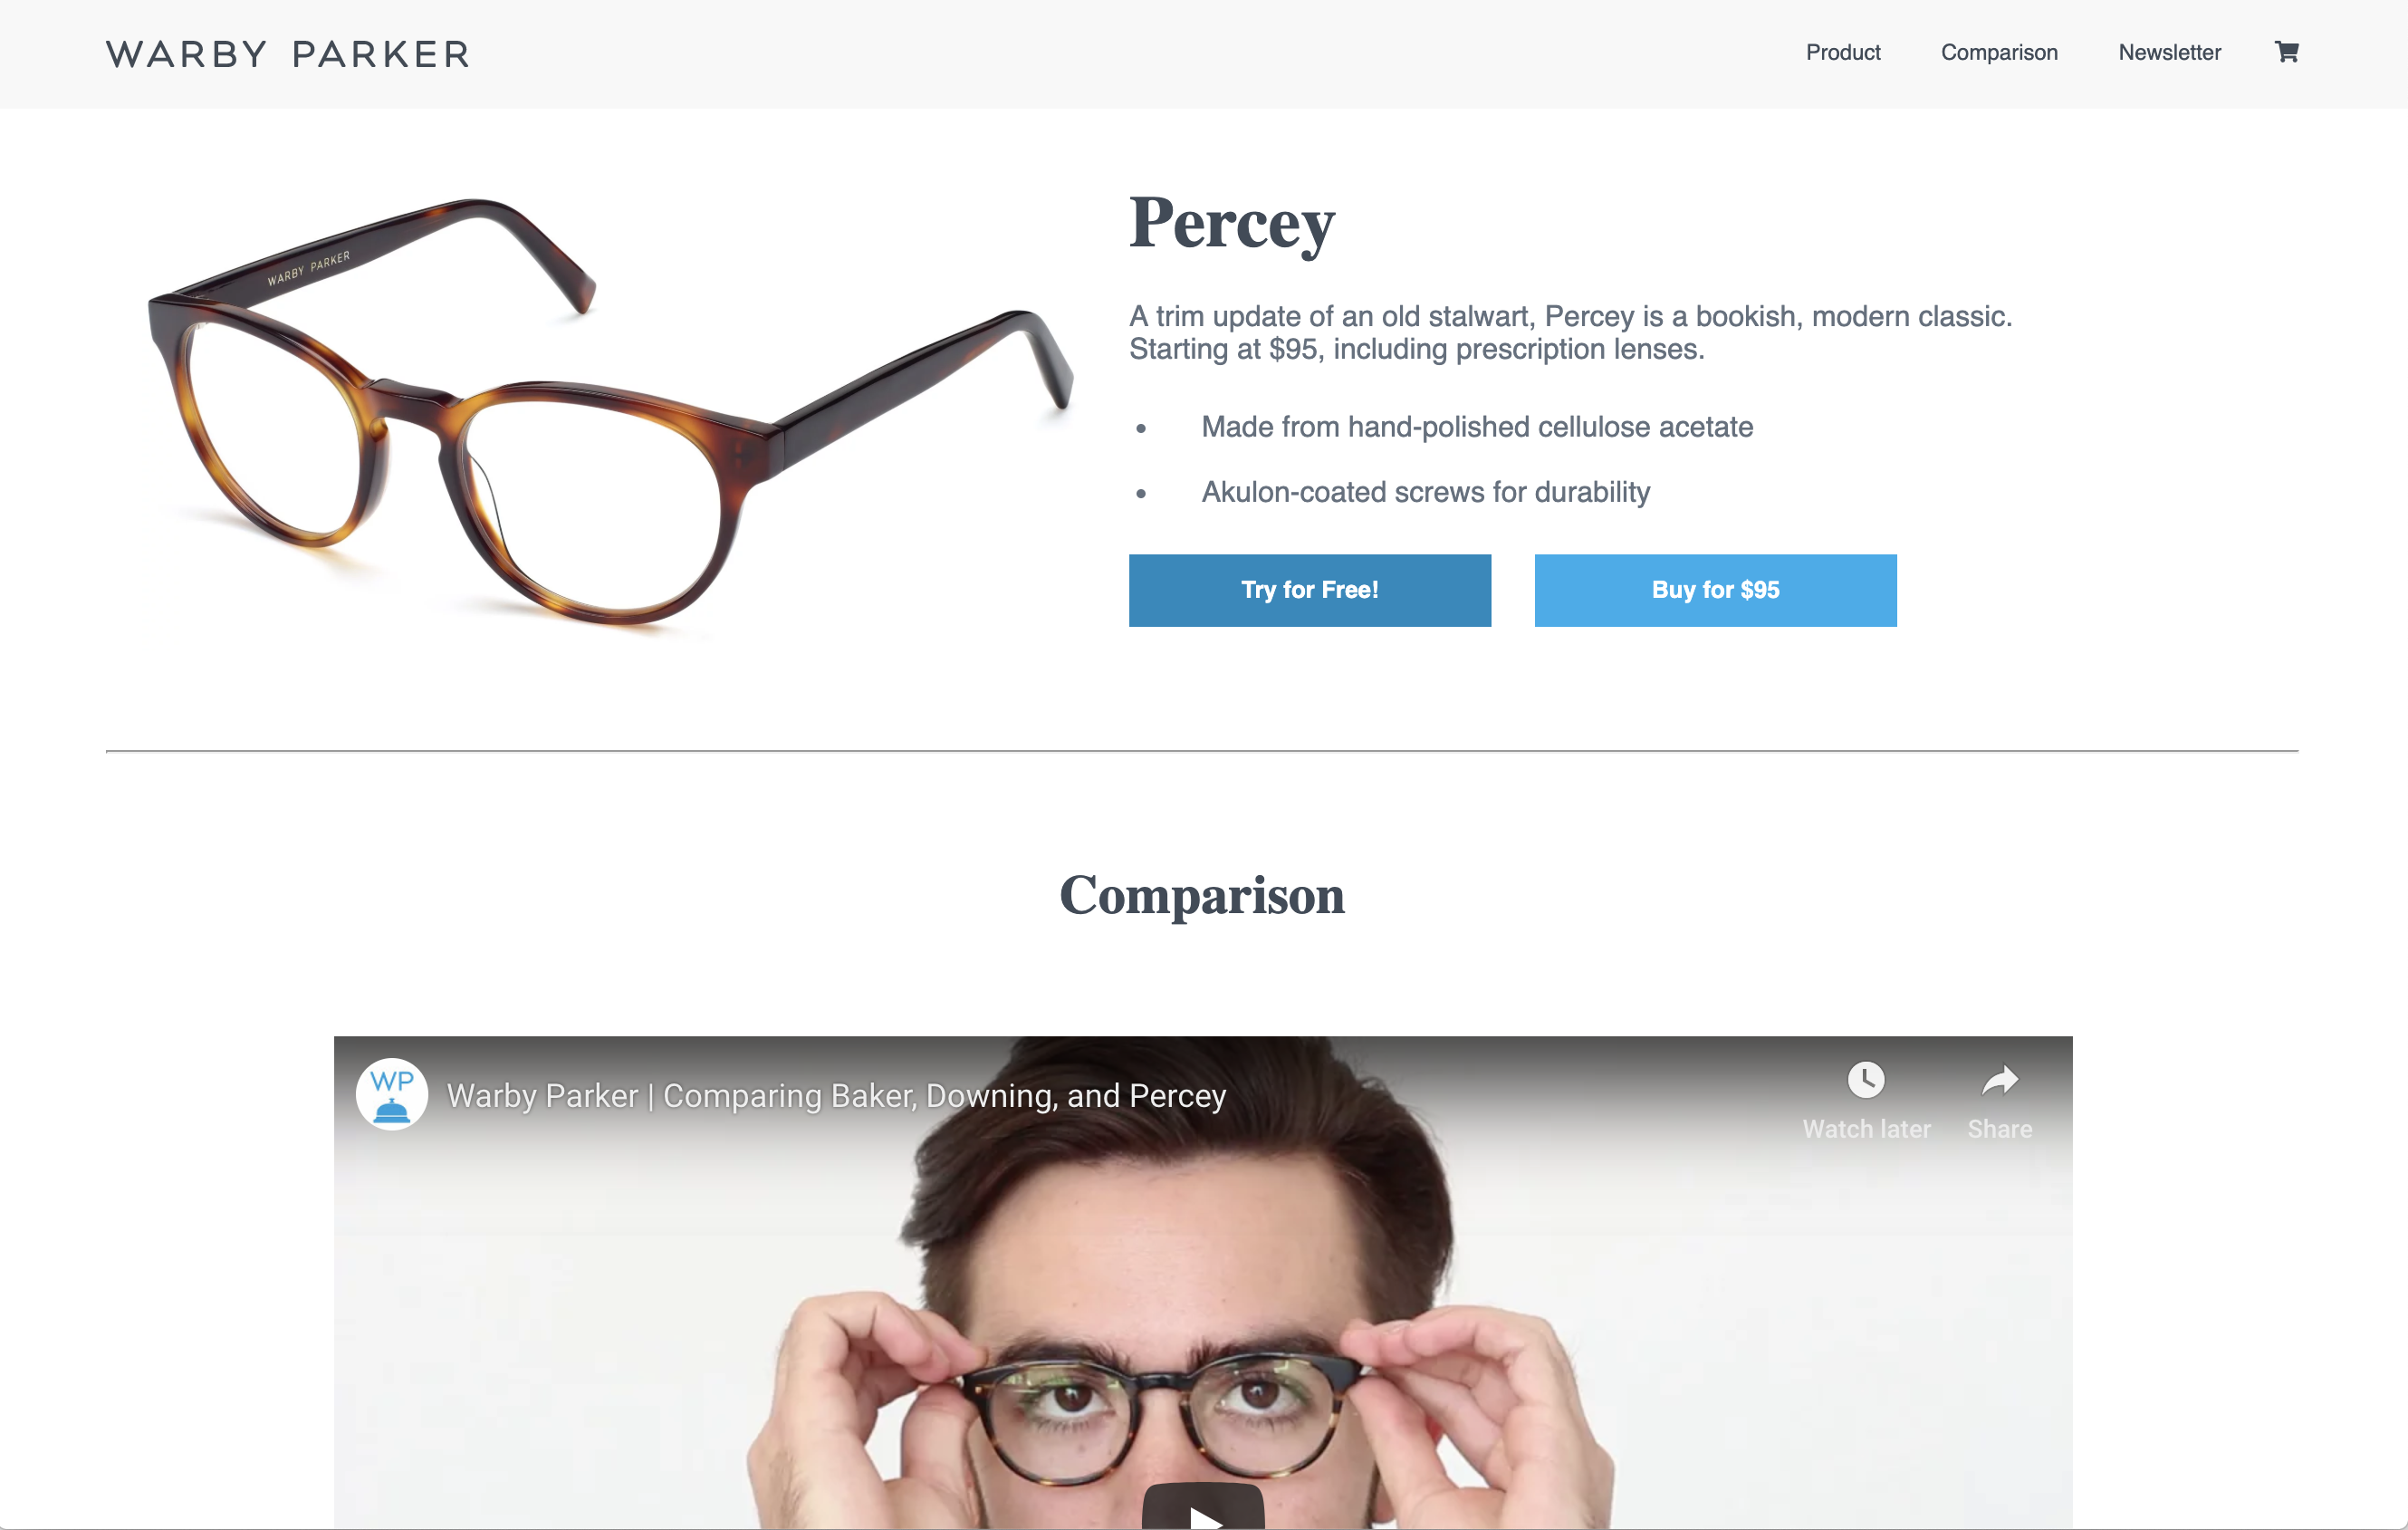 WARBY PARKER
Product
Comparison
Newsletter
WARBY PARKER
Percey
A trim update of an old stalwart, Percey is a bookish, modern classic.
Starting at $95, including prescription lenses.
• Made from hand-polished cellulose acetate
• Akulon-coated screws for durability
Try for Free!
Buy for $95
Comparison
WP
Warby Parker | Comparing Baker, Downing, and Percey
Watch later
Share